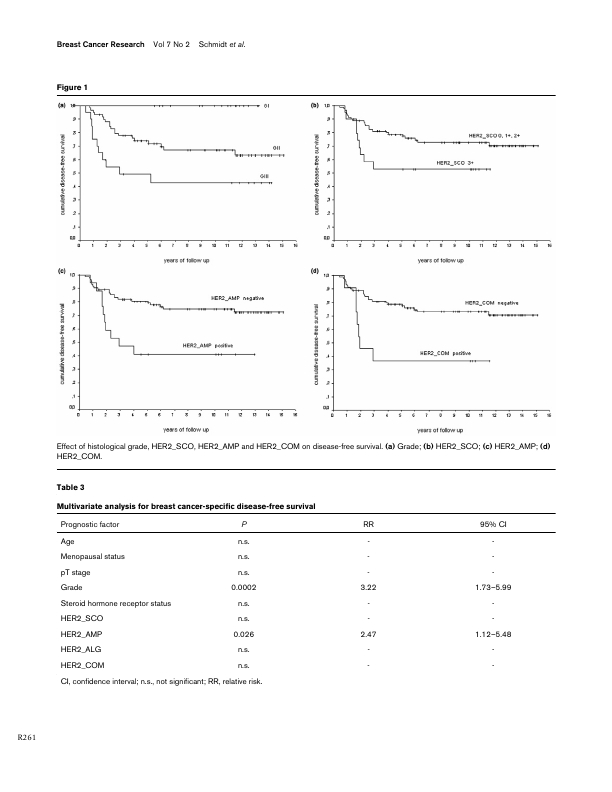 Breast Cancer Research Vol 7 No 2 Schmidt et al.
Figure 1
(a)
cumulative disease-free survival
1.0
.9
.8
.7
.6
.5
.4
.3
.2
.1
0.0
GI
GII
GIII
0 1 2 3 4 5 6 7 8 9 10 11 12 13 14 15 16
years of follow up
(b)
cumulative disease-free survival
1.0
.9
.8
.7
.6
.5
.4
.3
.2
.1
0.0
HER2_SCO 0, 1+, 2+
HER2_SCO 3+
0 1 2 3 4 5 6 7 8 9 10 11 12 13 14 15 16
years of follow up
(c)
cumulative disease-free survival
1.0
.9
.8
.7
.6
.5
.4
.3
.2
.1
0.0
HER2_AMP negative
HER2_AMP positive
0 1 2 3 4 5 6 7 8 9 10 11 12 13 14 15 16
years of follow up
(d)
cumulative disease-free survival
1.0
.9
.8
.7
.6
.5
.4
.3
.2
.1
0.0
HER2_COM negative
HER2_COM positive
0 1 2 3 4 5 6 7 8 9 10 11 12 13 14 15 16
years of follow up
Effect of histological grade, HER2_SCO, HER2_AMP and HER2_COM on disease-free survival. (a) Grade; (b) HER2_SCO; (c) HER2_AMP; (d)
HER2_COM.
Table 3
Multivariate analysis for breast cancer-specific disease-free survival
Prognostic factor P RR 95% CI
Age n.s. - -
Menopausal status n.s. - -
pT stage n.s. - -
Grade 0.0002 3.22 1.73–5.99
Steroid hormone receptor status n.s. - -
HER2_SCO n.s. - -
HER2_AMP 0.026 2.47 1.12–5.48
HER2_ALG n.s. - -
HER2_COM n.s. - -
CI, confidence interval; n.s., not significant; RR, relative risk.
R261